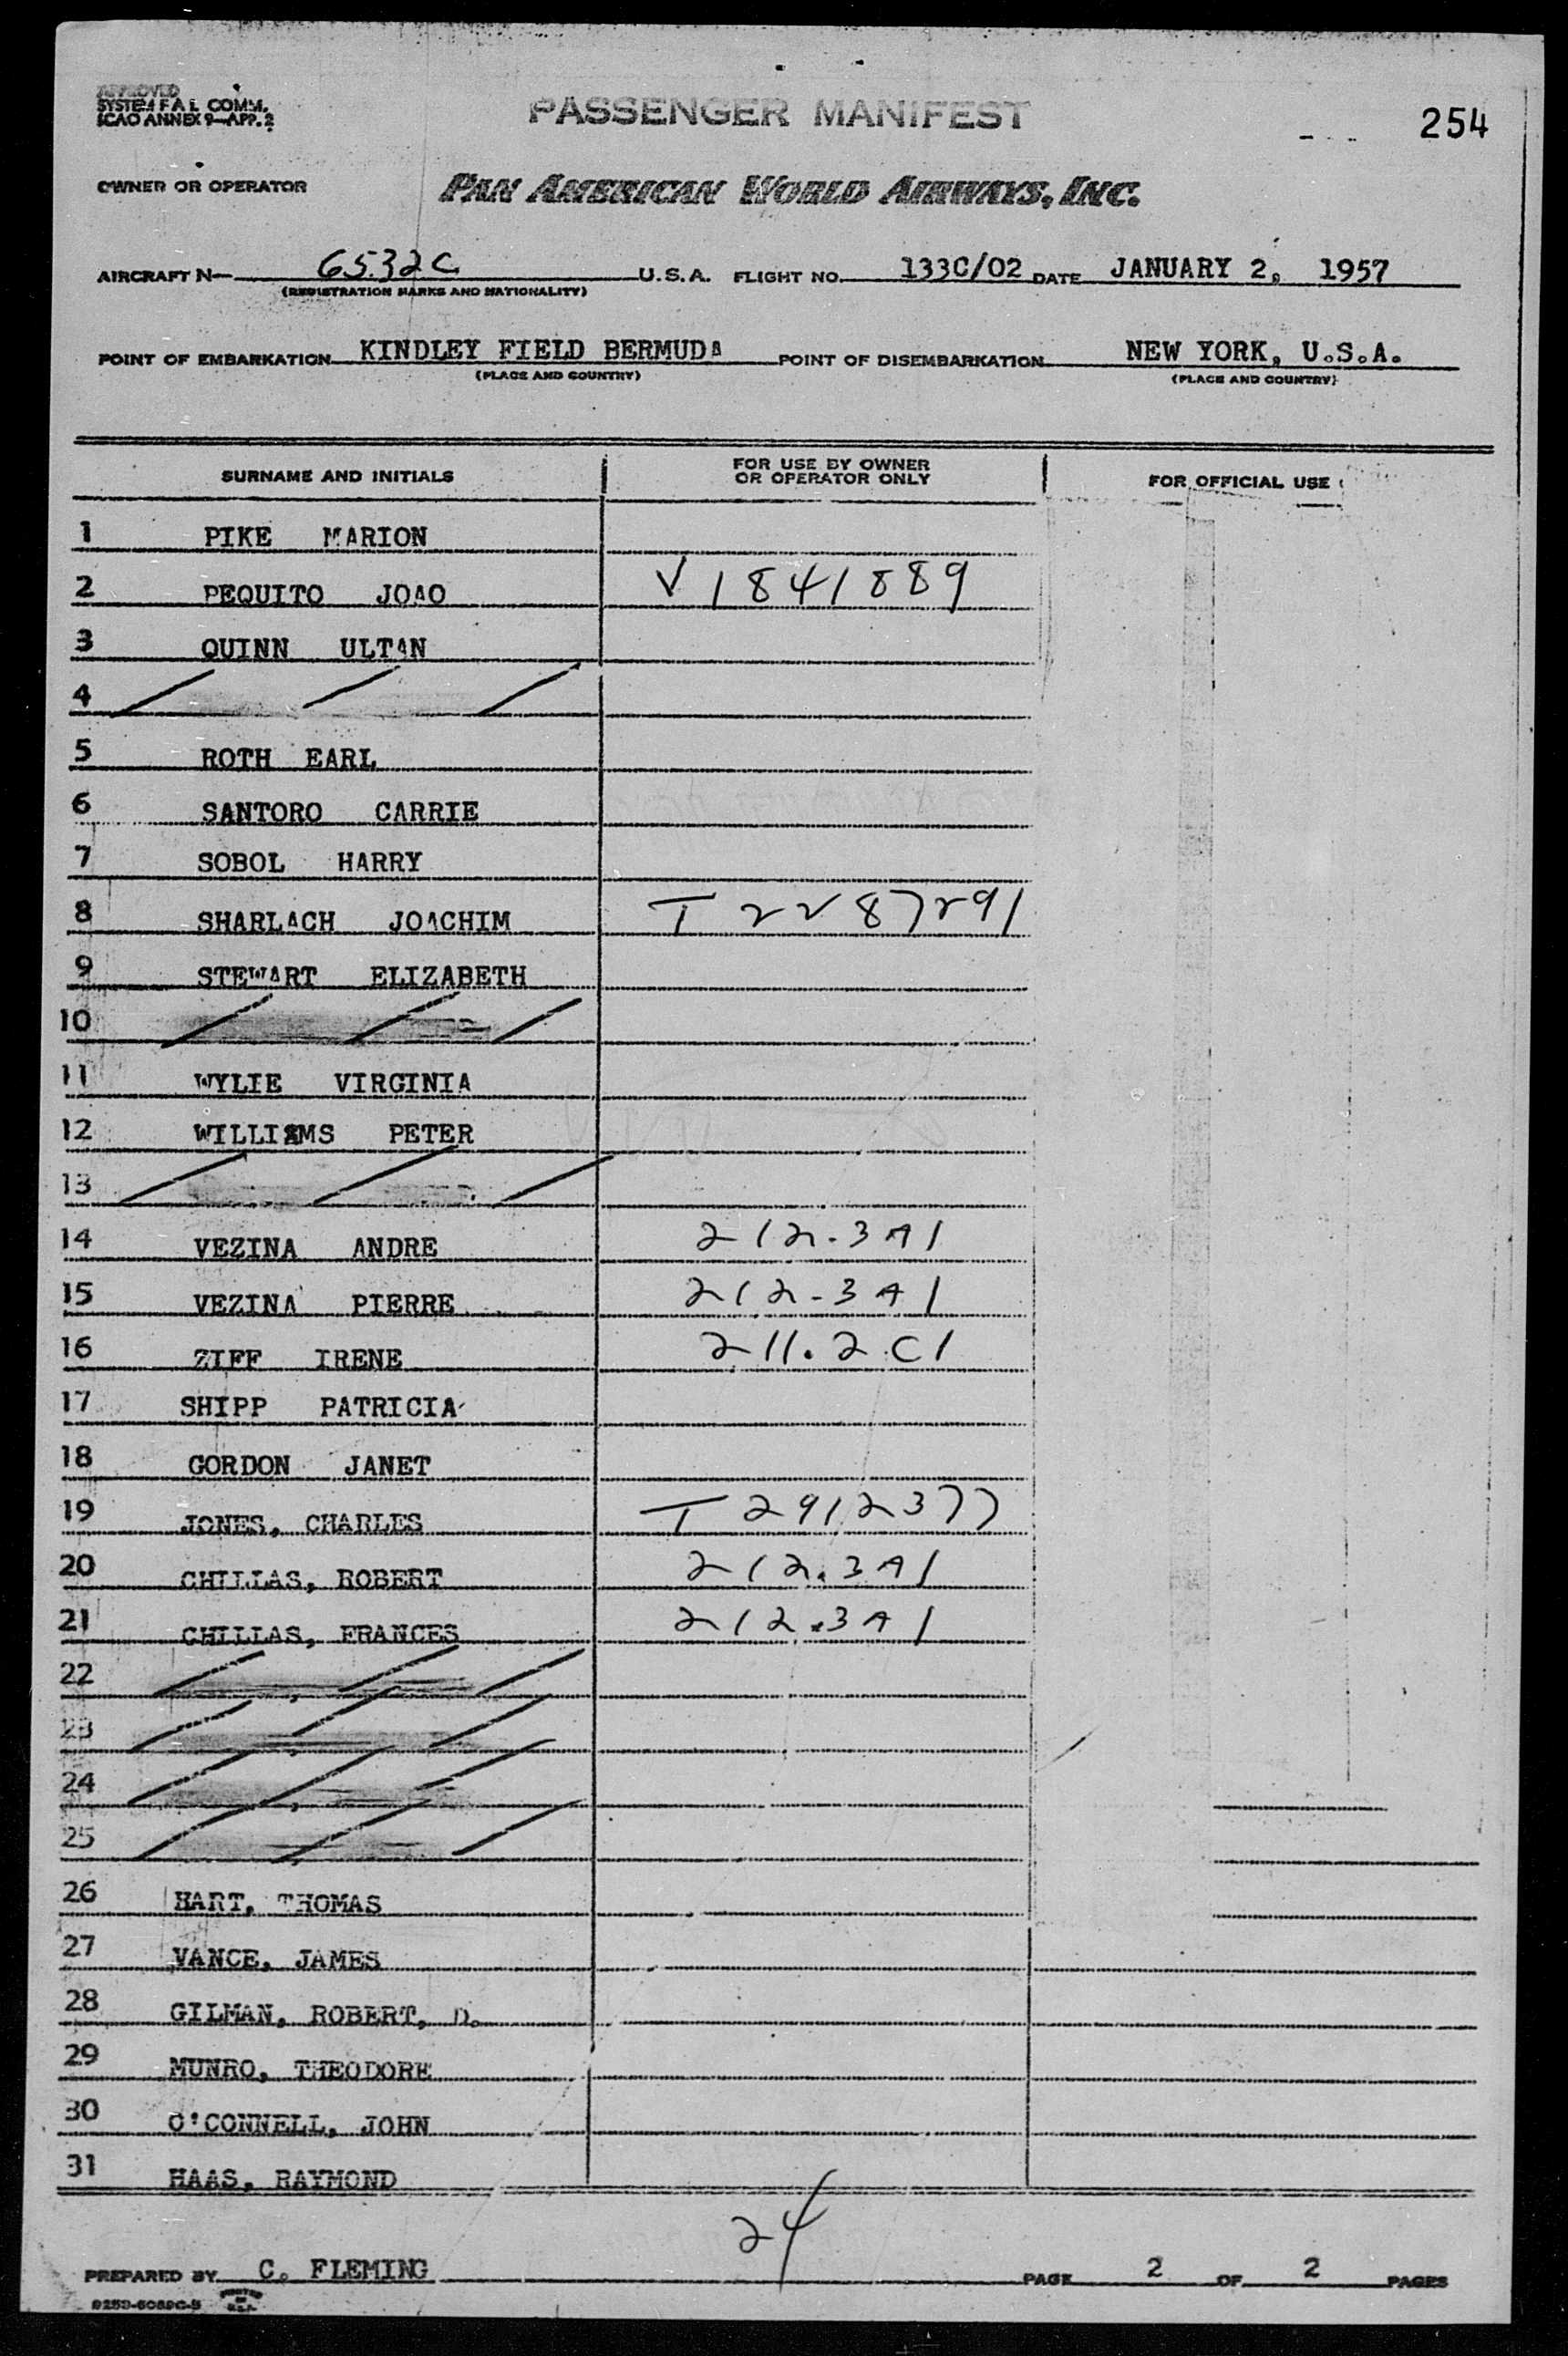 APPROVED
SYSTEM F A L COMM.
ICAO ANNEX 9—APP. 2
PASSENGER MANIFEST
254
OWNER OR OPERATOR
PAN AMERICAN WORLD AIRWAYS, INC.
AIRCRAFT N— 6532C U.S.A. FLIGHT NO. 133C/02 DATE JANUARY 2, 1957
(REGISTRATION MARKS AND NATIONALITY)
POINT OF EMBARKATION KINDLEY FIELD BERMUDA POINT OF DISEMBARKATION NEW YORK, U.S.A.
(PLACE AND COUNTRY) (PLACE AND COUNTRY)
SURNAME AND INITIALS FOR USE BY OWNER OR OPERATOR ONLY FOR OFFICIAL USE
1 PIKE MARION
2 PEQUITO JOAO V 1841889
3 QUINN ULTAN
4
5 ROTH EARL
6 SANTORO CARRIE
7 SOBOL HARRY
8 SHARLACH JOACHIM T 2287291
9 STEWART ELIZABETH
10
11 WYLIE VIRGINIA
12 WILLIAMS PETER
13
14 VEZINA ANDRE 212.3A1
15 VEZINA PIERRE 212-3A1
16 ZIFF IRENE 211.2C1
17 SHIPP PATRICIA
18 GORDON JANET
19 JONES, CHARLES T 2912377
20 CHILLAS, ROBERT 212.3A1
21 CHILLAS, FRANCES 212.3A1
22
23
24
25
26 HART, THOMAS
27 VANCE, JAMES
28 GILMAN, ROBERT, D.
29 MUNRO, THEODORE
30 O'CONNELL, JOHN
31 HAAS, RAYMOND
24
PREPARED BY C. FLEMING PAGE 2 OF 2 PAGES